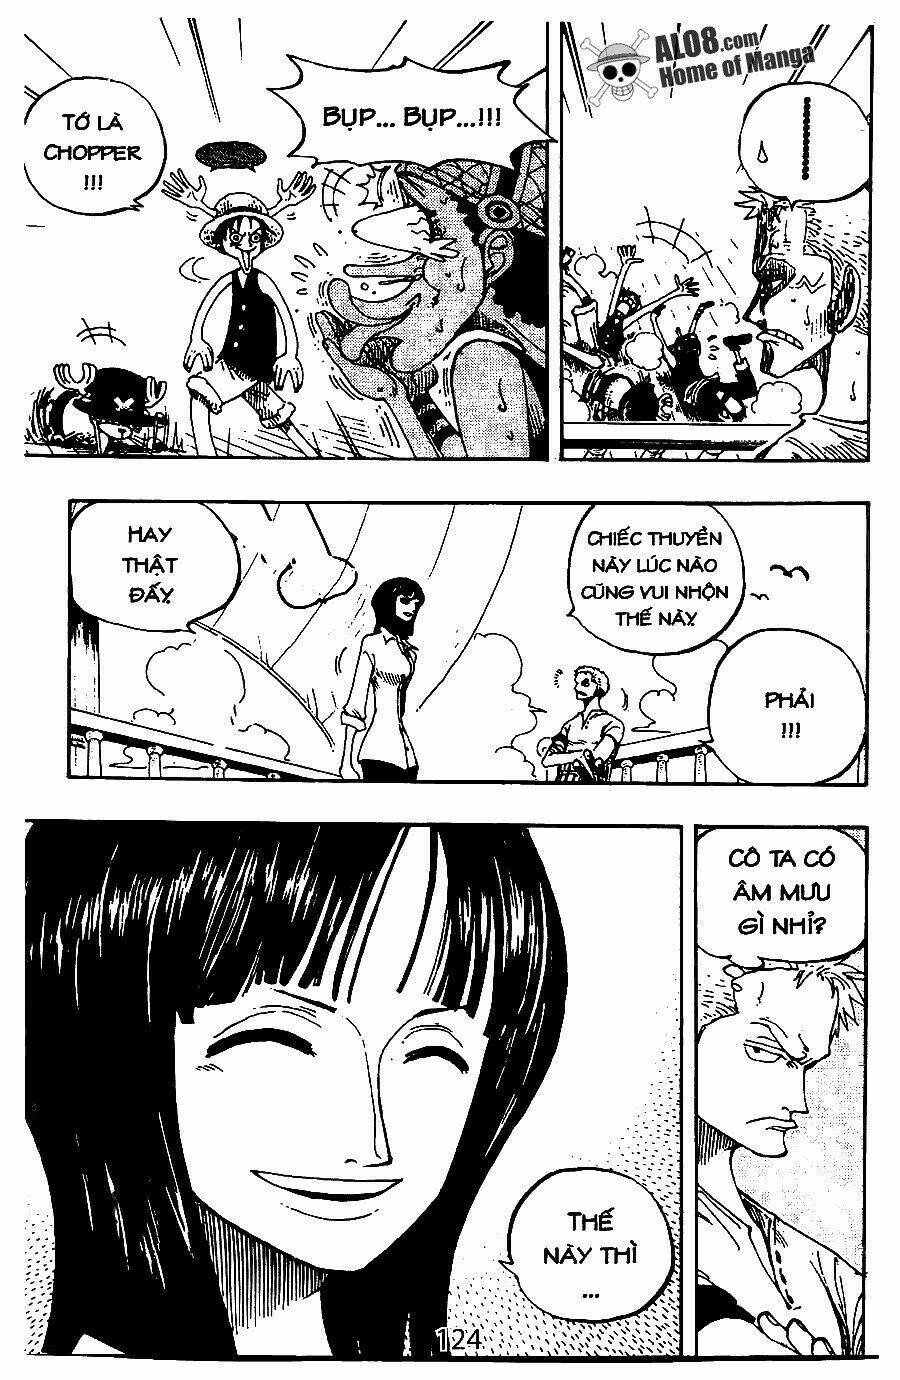 AL08.com
Home of Manga
TỚ LÀ
CHOPPER
!!!
BỤP... BỤP...!!!
HAY
THẬT
ĐẤY.
CHIẾC THUYỀN
NÀY LÚC NÀO
CŨNG VUI NHỘN
THẾ NÀY.
PHẢI
!!!
CÔ TA CÓ
ÂM MƯU
GÌ NHỈ?
THẾ
NÀY THÌ
...
124